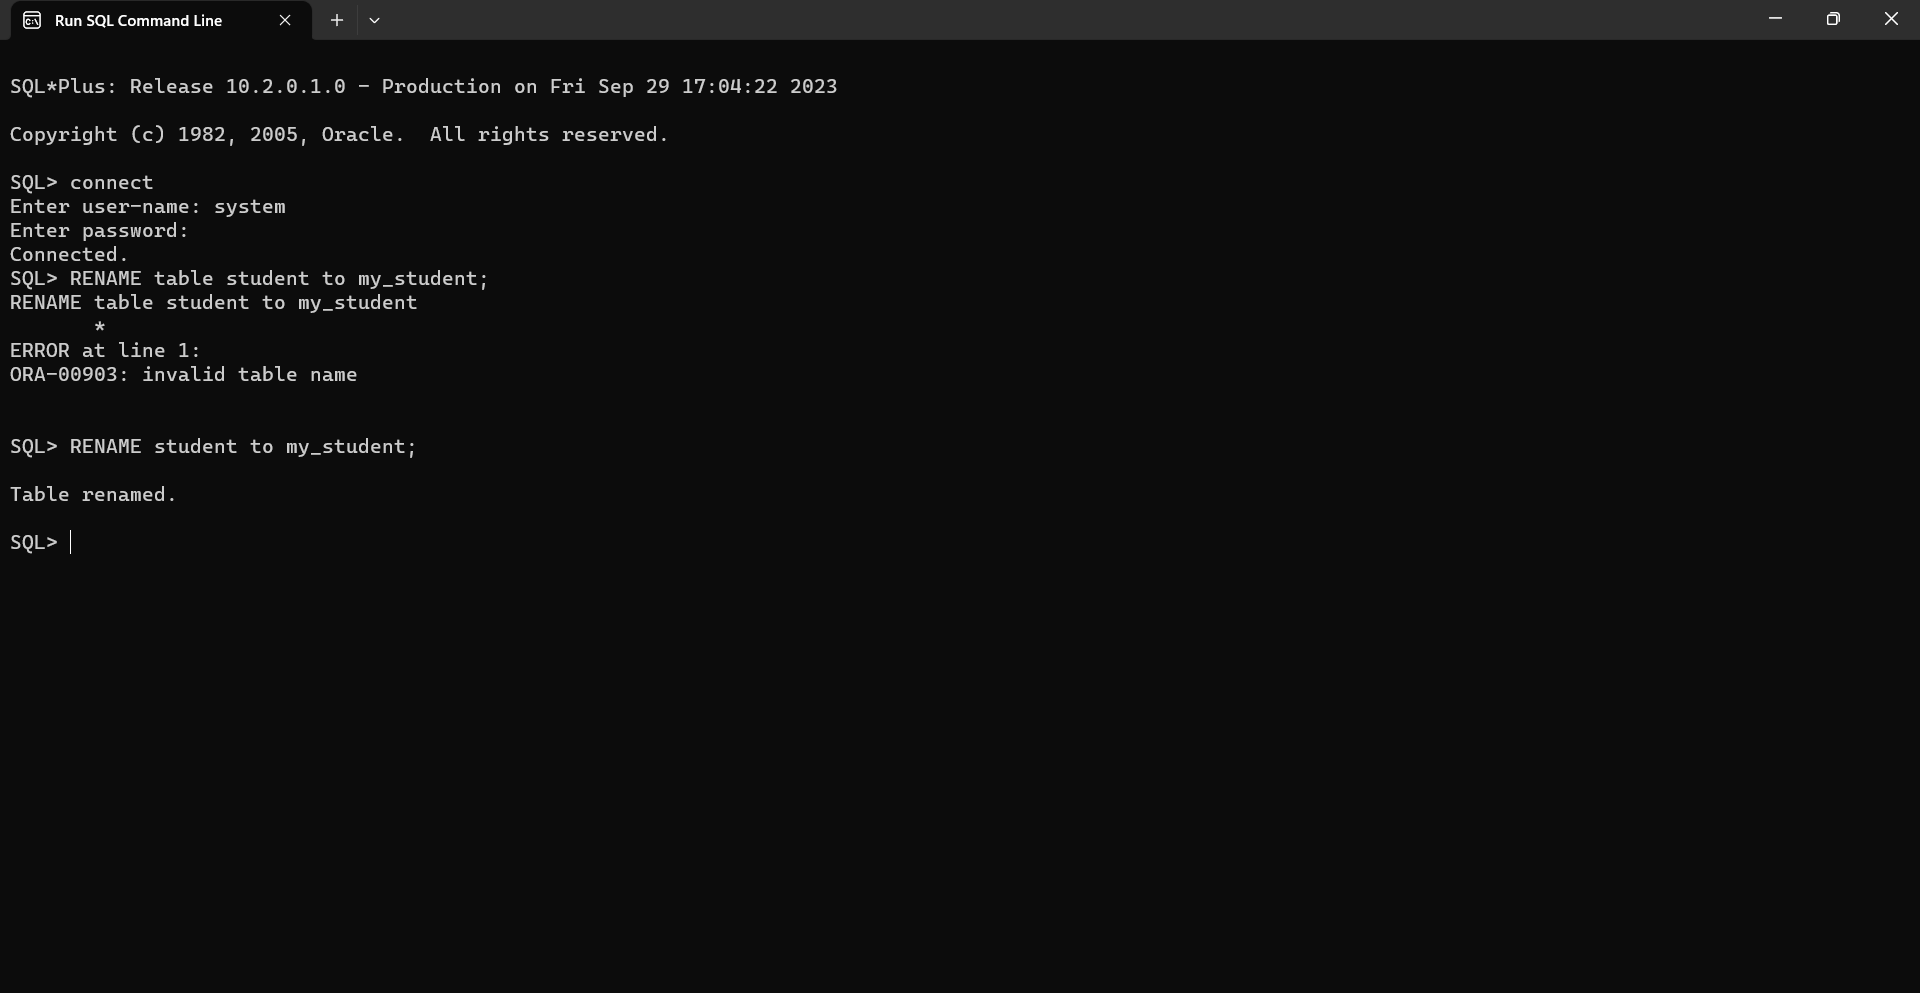 Run SQL Command Line
SQL*Plus: Release 10.2.0.1.0 - Production on Fri Sep 29 17:04:22 2023
Copyright (c) 1982, 2005, Oracle.  All rights reserved.
SQL> connect
Enter user-name: system
Enter password:
Connected.
SQL> RENAME table student to my_student;
RENAME table student to my_student
       *
ERROR at line 1:
ORA-00903: invalid table name
SQL> RENAME student to my_student;
Table renamed.
SQL>